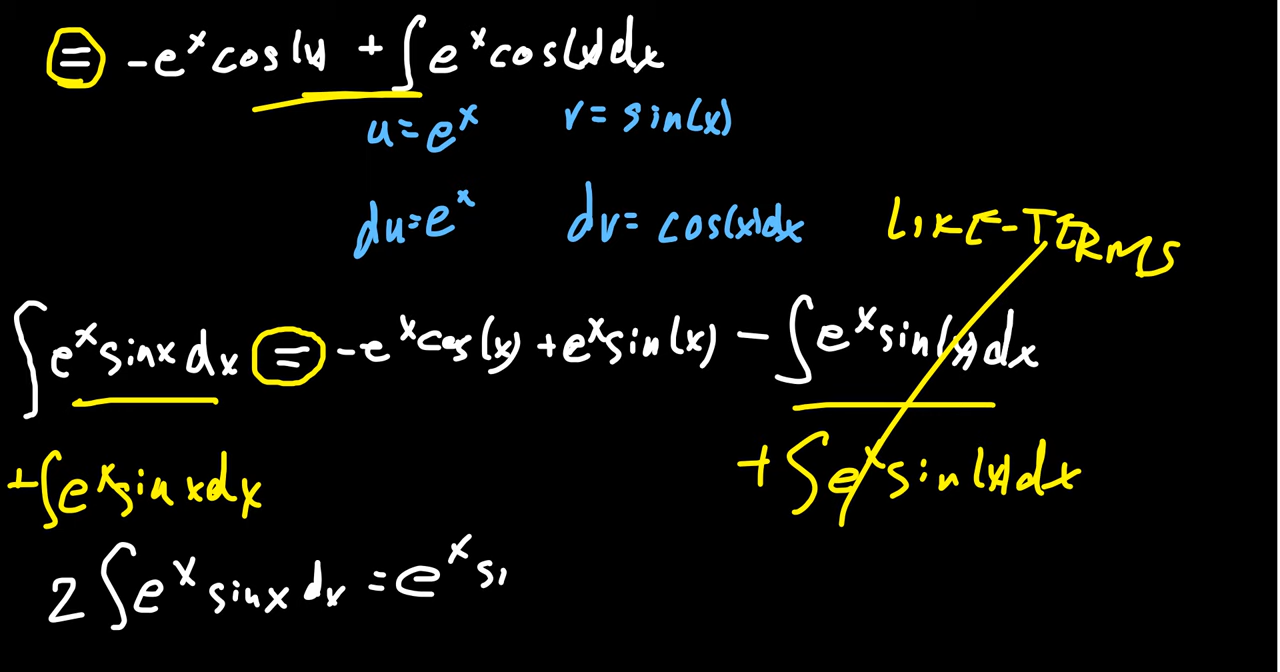 = -e^x cos(x) + ∫ e^x cos(x) dx
u = e^x v = sin(x)
du = e^x dv = cos(x) dx
LIKE-TERMS
∫ e^x sinx dx = -e^x cos(x) + e^x sin(x) - ∫ e^x sin(x) dx
+∫ e^x sin x dx + ∫ e^x sin(x) dx
2 ∫ e^x sinx dx = e^x si